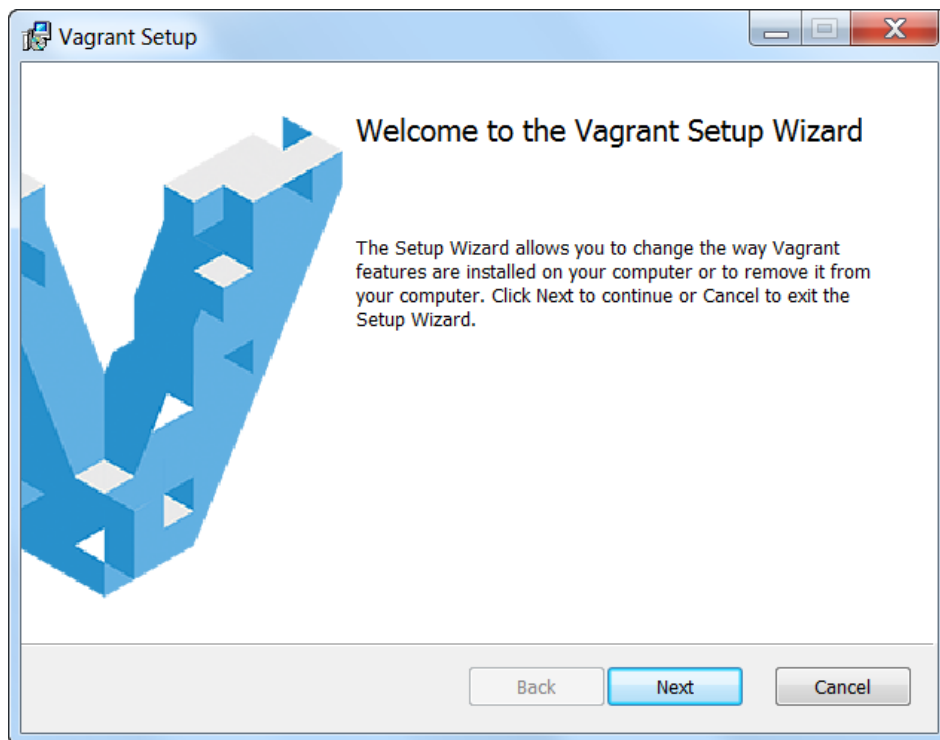 Vagrant Setup
Welcome to the Vagrant Setup Wizard
The Setup Wizard allows you to change the way Vagrant
features are installed on your computer or to remove it from
your computer. Click Next to continue or Cancel to exit the
Setup Wizard.
Back
Next
Cancel